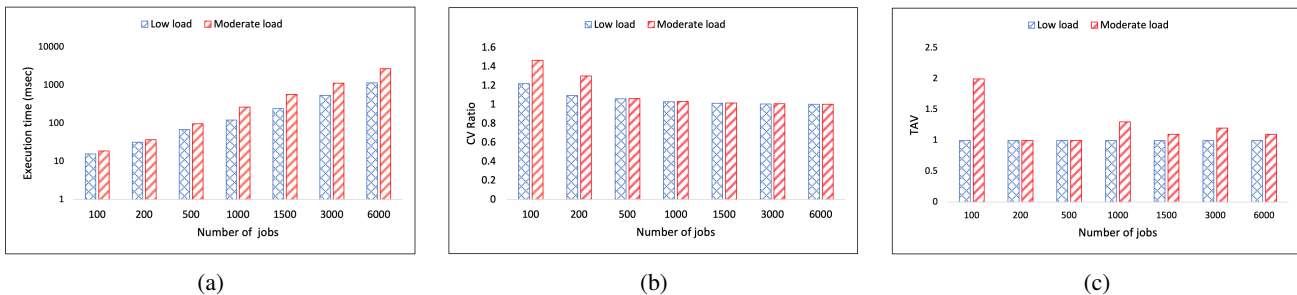 Low load Moderate load
Execution time (msec)
10000
1000
100
10
1
100 200 500 1000 1500 3000 6000
Number of jobs
(a)
Low load Moderate load
CV Ratio
1.6
1.4
1.2
1
0.8
0.6
0.4
0.2
0
100 200 500 1000 1500 3000 6000
Number of jobs
(b)
Low load Moderate load
TAV
2.5
2
1.5
1
0.5
0
100 200 500 1000 1500 3000 6000
Number of jobs
(c)